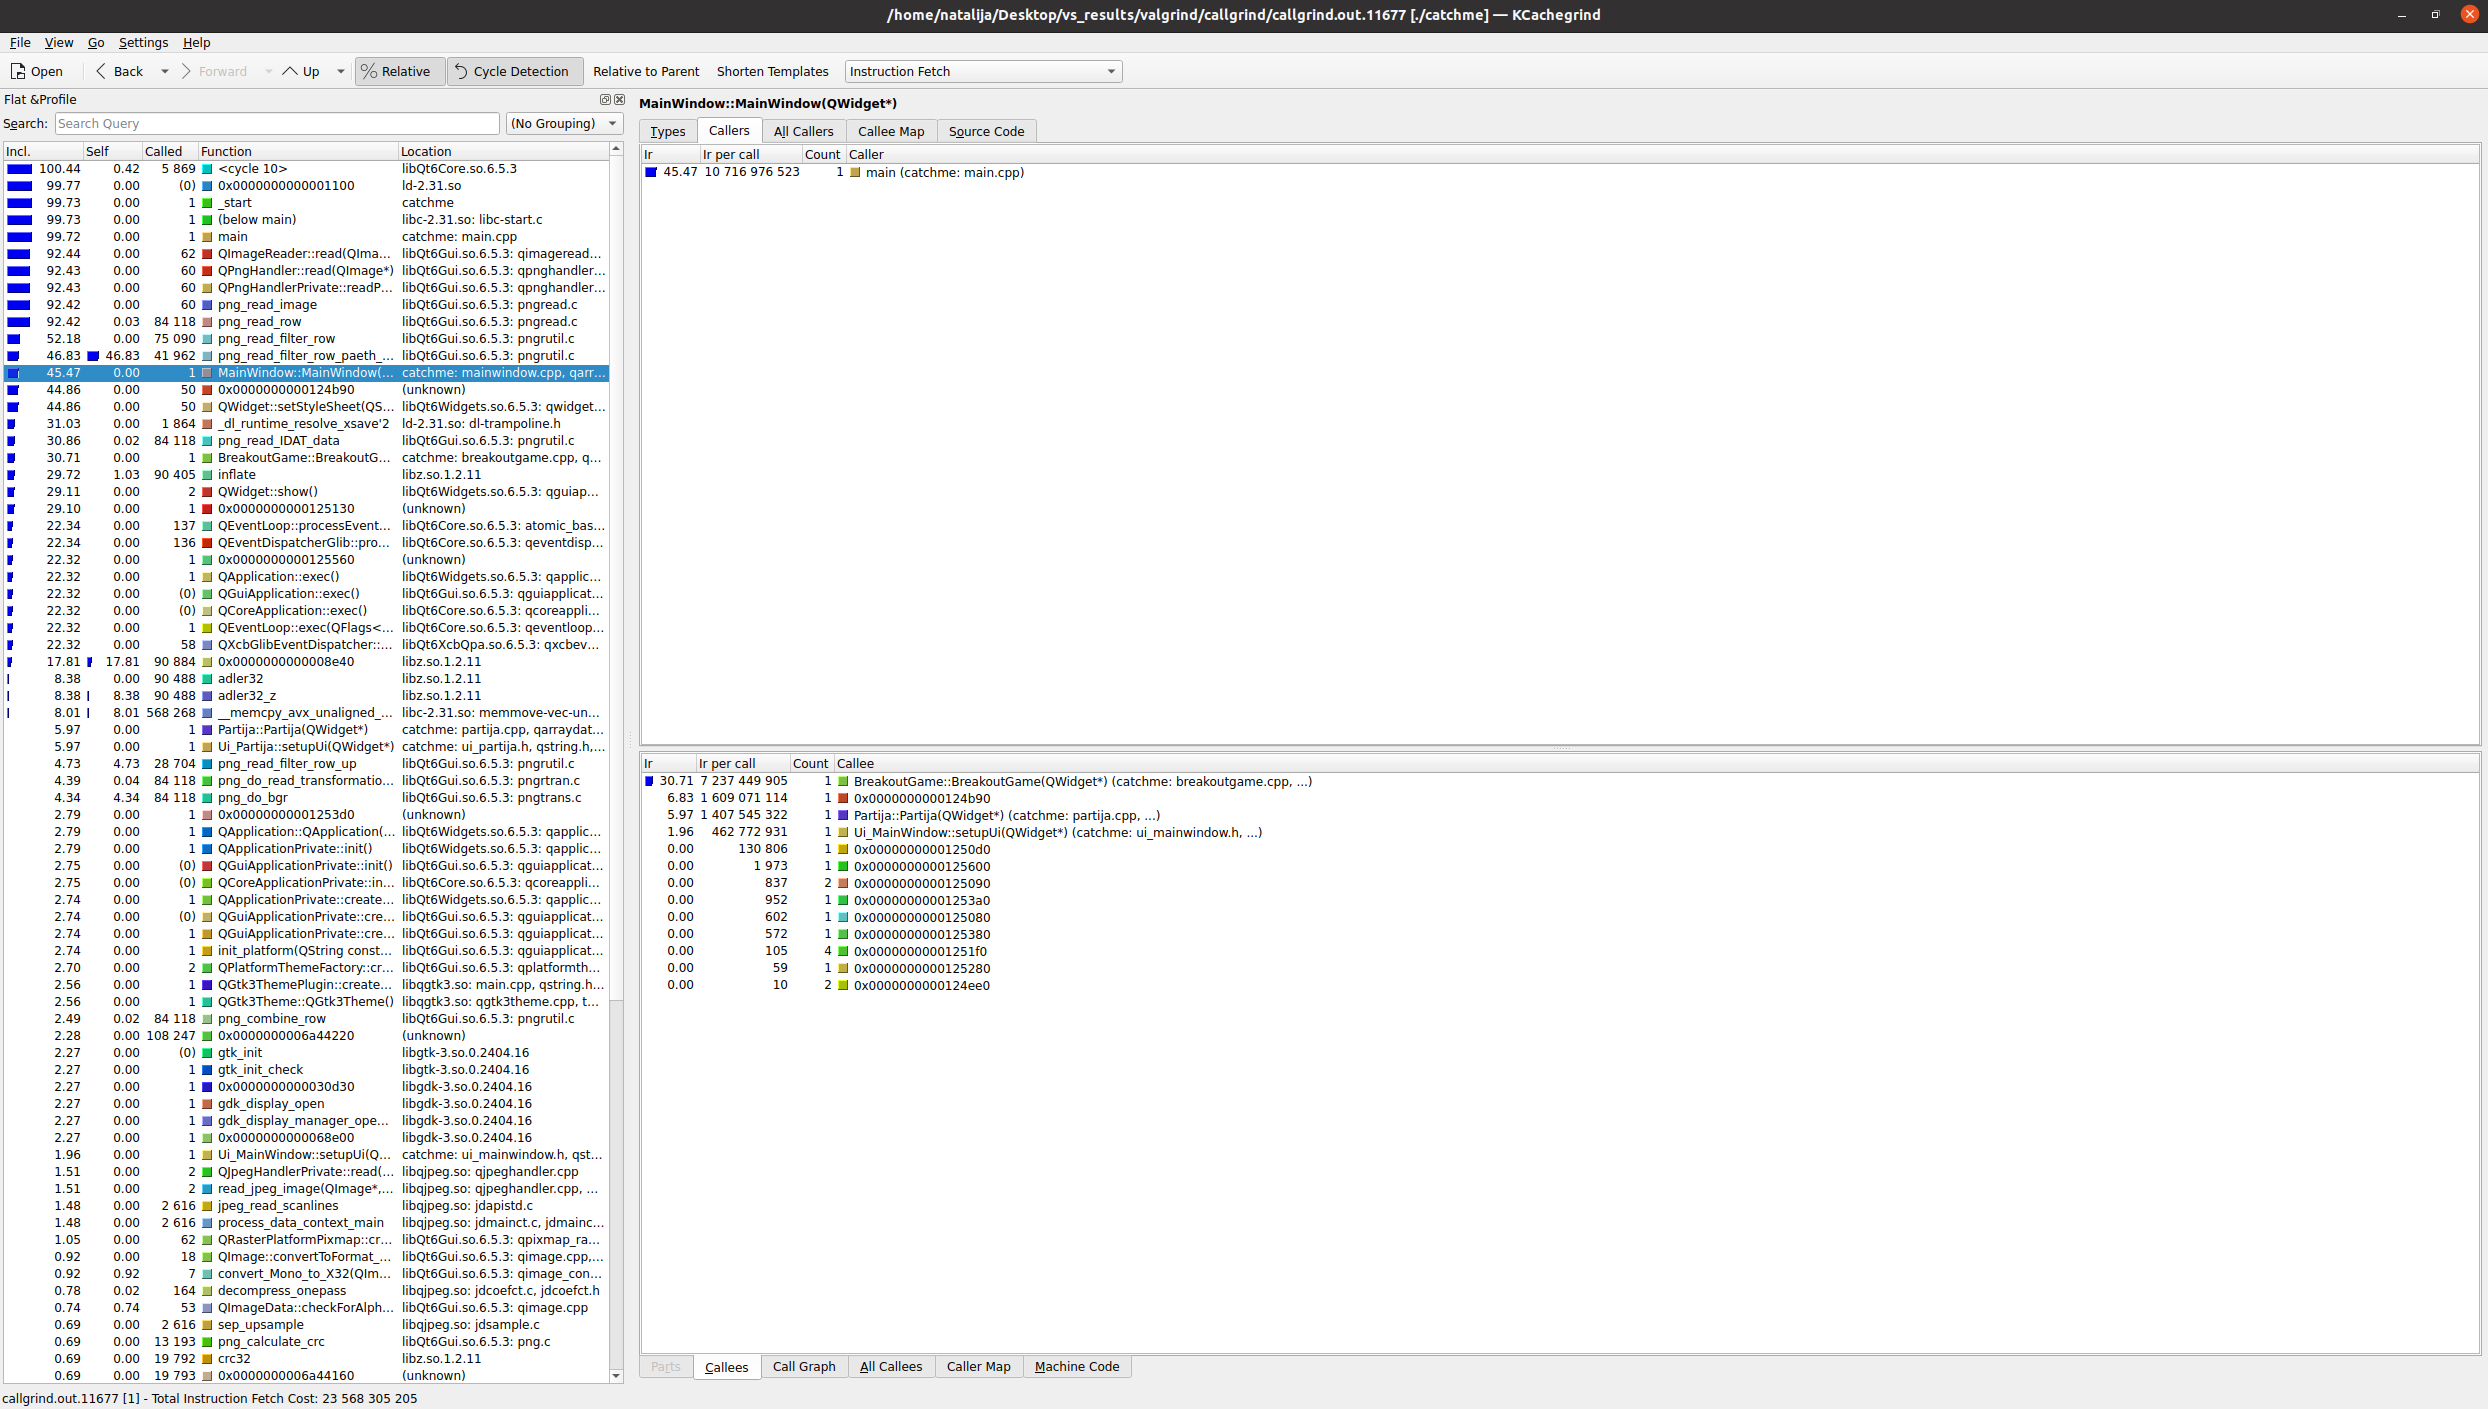 /home/natalija/Desktop/vs_results/valgrind/callgrind/callgrind.out.11677 [./catchme] — KCachegrind
File View Go Settings Help
Open Back Forward Up Relative Cycle Detection Relative to Parent Shorten Templates Instruction Fetch
Flat &Profile
Search: Search Query (No Grouping)
Incl. Self Called Function Location
100.44 0.42 5 869 <cycle 10> libQt6Core.so.6.5.3
99.77 0.00 (0) 0x0000000000001100 ld-2.31.so
99.73 0.00 1 _start catchme
99.73 0.00 1 (below main) libc-2.31.so: libc-start.c
99.72 0.00 1 main catchme: main.cpp
92.44 0.00 62 QImageReader::read(QIma... libQt6Gui.so.6.5.3: qimageread...
92.43 0.00 60 QPngHandler::read(QImage*) libQt6Gui.so.6.5.3: qpnghandler...
92.43 0.00 60 QPngHandlerPrivate::readP... libQt6Gui.so.6.5.3: qpnghandler...
92.42 0.00 60 png_read_image libQt6Gui.so.6.5.3: pngread.c
92.42 0.03 84 118 png_read_row libQt6Gui.so.6.5.3: pngread.c
52.18 0.00 75 090 png_read_filter_row libQt6Gui.so.6.5.3: pngrutil.c
46.83 46.83 41 962 png_read_filter_row_paeth_... libQt6Gui.so.6.5.3: pngrutil.c
45.47 0.00 1 MainWindow::MainWindow(... catchme: mainwindow.cpp, qarr...
44.86 0.00 50 0x0000000000124b90 (unknown)
44.86 0.00 50 QWidget::setStyleSheet(QS... libQt6Widgets.so.6.5.3: qwidget...
31.03 0.00 1 864 _dl_runtime_resolve_xsave'2 ld-2.31.so: dl-trampoline.h
30.86 0.02 84 118 png_read_IDAT_data libQt6Gui.so.6.5.3: pngrutil.c
30.71 0.00 1 BreakoutGame::BreakoutG... catchme: breakoutgame.cpp, q...
29.72 1.03 90 405 inflate libz.so.1.2.11
29.11 0.00 2 QWidget::show() libQt6Widgets.so.6.5.3: qguiap...
29.10 0.00 1 0x0000000000125130 (unknown)
22.34 0.00 137 QEventLoop::processEvent... libQt6Core.so.6.5.3: atomic_bas...
22.34 0.00 136 QEventDispatcherGlib::pro... libQt6Core.so.6.5.3: qeventdisp...
22.32 0.00 1 0x0000000000125560 (unknown)
22.32 0.00 1 QApplication::exec() libQt6Widgets.so.6.5.3: qapplic...
22.32 0.00 (0) QGuiApplication::exec() libQt6Gui.so.6.5.3: qguiapplicat...
22.32 0.00 (0) QCoreApplication::exec() libQt6Core.so.6.5.3: qcoreappli...
22.32 0.00 1 QEventLoop::exec(QFlags<... libQt6Core.so.6.5.3: qeventloop...
22.32 0.00 58 QXcbGlibEventDispatcher::... libQt6XcbQpa.so.6.5.3: qxcbev...
17.81 17.81 90 884 0x0000000000008e40 libz.so.1.2.11
8.38 0.00 90 488 adler32 libz.so.1.2.11
8.38 8.38 90 488 adler32_z libz.so.1.2.11
8.01 8.01 568 268 __memcpy_avx_unaligned_... libc-2.31.so: memmove-vec-un...
5.97 0.00 1 Partija::Partija(QWidget*) catchme: partija.cpp, qarraydat...
5.97 0.00 1 Ui_Partija::setupUi(QWidget*) catchme: ui_partija.h, qstring.h,...
4.73 4.73 28 704 png_read_filter_row_up libQt6Gui.so.6.5.3: pngrutil.c
4.39 0.04 84 118 png_do_read_transformatio... libQt6Gui.so.6.5.3: pngrtran.c
4.34 4.34 84 118 png_do_bgr libQt6Gui.so.6.5.3: pngtrans.c
2.79 0.00 1 0x00000000001253d0 (unknown)
2.79 0.00 1 QApplication::QApplication(... libQt6Widgets.so.6.5.3: qapplic...
2.79 0.00 1 QApplicationPrivate::init() libQt6Widgets.so.6.5.3: qapplic...
2.75 0.00 (0) QGuiApplicationPrivate::init() libQt6Gui.so.6.5.3: qguiapplicat...
2.75 0.00 (0) QCoreApplicationPrivate::in... libQt6Core.so.6.5.3: qcoreappli...
2.74 0.00 1 QApplicationPrivate::create... libQt6Widgets.so.6.5.3: qapplic...
2.74 0.00 (0) QGuiApplicationPrivate::cre... libQt6Gui.so.6.5.3: qguiapplicat...
2.74 0.00 1 QGuiApplicationPrivate::cre... libQt6Gui.so.6.5.3: qguiapplicat...
2.74 0.00 1 init_platform(QString const... libQt6Gui.so.6.5.3: qguiapplicat...
2.70 0.00 2 QPlatformThemeFactory::cr... libQt6Gui.so.6.5.3: qplatformth...
2.56 0.00 1 QGtk3ThemePlugin::create... libqgtk3.so: main.cpp, qstring.h...
2.56 0.00 1 QGtk3Theme::QGtk3Theme() libqgtk3.so: qgtk3theme.cpp, t...
2.49 0.02 84 118 png_combine_row libQt6Gui.so.6.5.3: pngrutil.c
2.28 0.00 108 247 0x0000000006a44220 (unknown)
2.27 0.00 (0) gtk_init libgtk-3.so.0.2404.16
2.27 0.00 1 gtk_init_check libgtk-3.so.0.2404.16
2.27 0.00 1 0x0000000000030d30 libgdk-3.so.0.2404.16
2.27 0.00 1 gdk_display_open libgdk-3.so.0.2404.16
2.27 0.00 1 gdk_display_manager_ope... libgdk-3.so.0.2404.16
2.27 0.00 1 0x0000000000068e00 libgdk-3.so.0.2404.16
1.96 0.00 1 Ui_MainWindow::setupUi(Q... catchme: ui_mainwindow.h, qst...
1.51 0.00 2 QJpegHandlerPrivate::read(... libqjpeg.so: qjpeghandler.cpp
1.51 0.00 2 read_jpeg_image(QImage*,... libqjpeg.so: qjpeghandler.cpp, ...
1.48 0.00 2 616 jpeg_read_scanlines libqjpeg.so: jdapistd.c
1.48 0.00 2 616 process_data_context_main libqjpeg.so: jdmainct.c, jdmainc...
1.05 0.00 62 QRasterPlatformPixmap::cr... libQt6Gui.so.6.5.3: qpixmap_ra...
0.92 0.00 18 QImage::convertToFormat_... libQt6Gui.so.6.5.3: qimage.cpp,...
0.92 0.92 7 convert_Mono_to_X32(QIm... libQt6Gui.so.6.5.3: qimage_con...
0.78 0.02 164 decompress_onepass libqjpeg.so: jdcoefct.c, jdcoefct.h
0.74 0.74 53 QImageData::checkForAlph... libQt6Gui.so.6.5.3: qimage.cpp
0.69 0.00 2 616 sep_upsample libqjpeg.so: jdsample.c
0.69 0.00 13 193 png_calculate_crc libQt6Gui.so.6.5.3: png.c
0.69 0.00 19 792 crc32 libz.so.1.2.11
0.69 0.00 19 793 0x0000000006a44160 (unknown)
MainWindow::MainWindow(QWidget*)
Types Callers All Callers Callee Map Source Code
Ir Ir per call Count Caller
45.47 10 716 976 523 1 main (catchme: main.cpp)
Ir Ir per call Count Callee
30.71 7 237 449 905 1 BreakoutGame::BreakoutGame(QWidget*) (catchme: breakoutgame.cpp, ...)
6.83 1 609 071 114 1 0x0000000000124b90
5.97 1 407 545 322 1 Partija::Partija(QWidget*) (catchme: partija.cpp, ...)
1.96 462 772 931 1 Ui_MainWindow::setupUi(QWidget*) (catchme: ui_mainwindow.h, ...)
0.00 130 806 1 0x00000000001250d0
0.00 1 973 1 0x0000000000125600
0.00 837 2 0x0000000000125090
0.00 952 1 0x00000000001253a0
0.00 602 1 0x0000000000125080
0.00 572 1 0x0000000000125380
0.00 105 4 0x00000000001251f0
0.00 59 1 0x0000000000125280
0.00 10 2 0x0000000000124ee0
Parts Callees Call Graph All Callees Caller Map Machine Code
callgrind.out.11677 [1] - Total Instruction Fetch Cost: 23 568 305 205